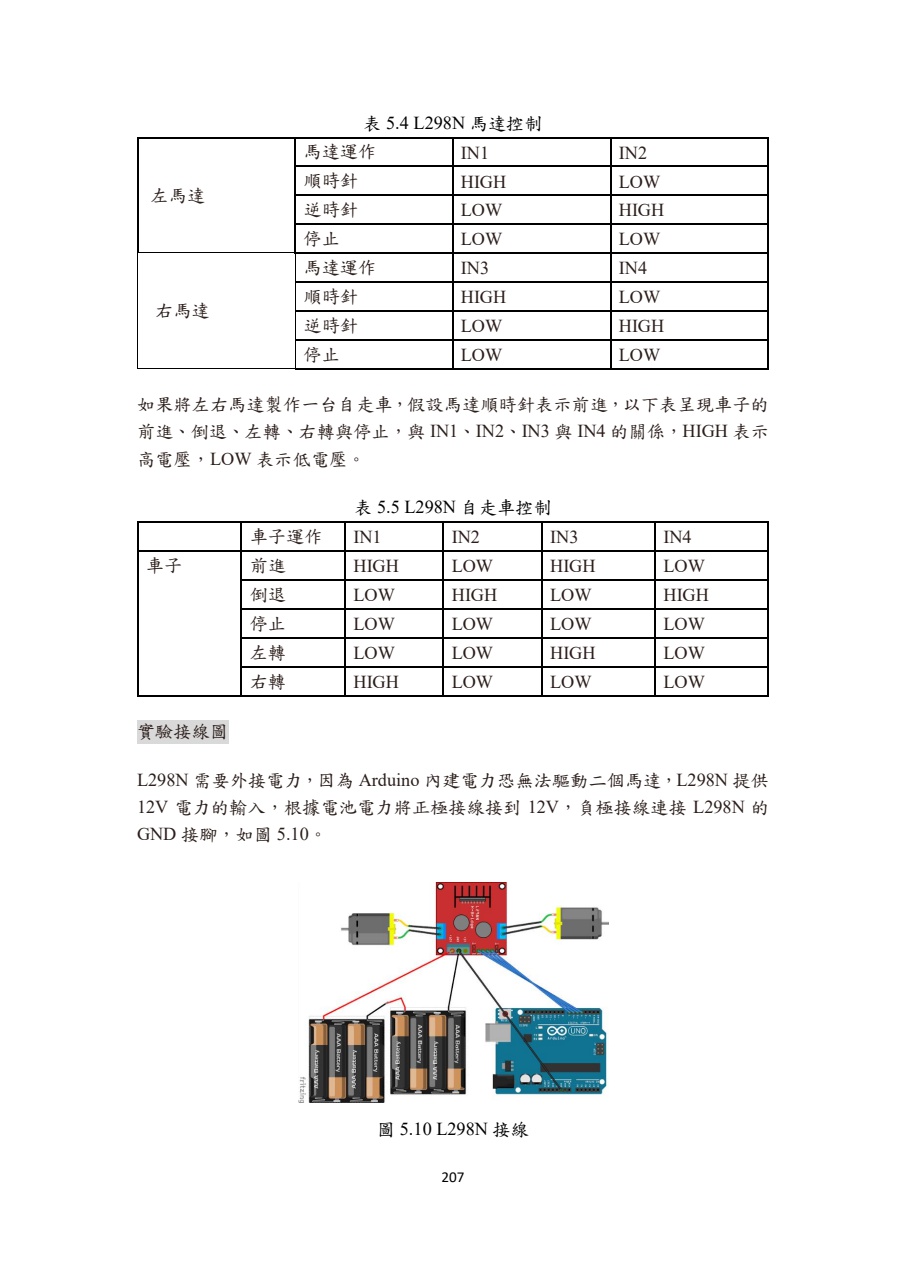 表 5.4 L298N 馬達控制
左馬達
馬達運作 IN1 IN2
順時針 HIGH LOW
逆時針 LOW HIGH
停止 LOW LOW
右馬達
馬達運作 IN3 IN4
順時針 HIGH LOW
逆時針 LOW HIGH
停止 LOW LOW
如果將左右馬達製作一台自走車，假設馬達順時針表示前進，以下表呈現車子的
前進、倒退、左轉、右轉與停止，與 IN1、IN2、IN3 與 IN4 的關係，HIGH 表示
高電壓，LOW 表示低電壓。
表 5.5 L298N 自走車控制
車子運作 IN1 IN2 IN3 IN4
車子 前進 HIGH LOW HIGH LOW
倒退 LOW HIGH LOW HIGH
停止 LOW LOW LOW LOW
左轉 LOW LOW HIGH LOW
右轉 HIGH LOW LOW LOW
實驗接線圖
L298N 需要外接電力，因為 Arduino 內建電力恐無法驅動二個馬達，L298N 提供
12V 電力的輸入，根據電池電力將正極接線接到 12V，負極接線連接 L298N 的
GND 接腳，如圖 5.10。
AAA Battery
AAA Battery
AAA Battery
AAA Battery
AAA Battery
AAA Battery
UNO
fritzing
圖 5.10 L298N 接線
207